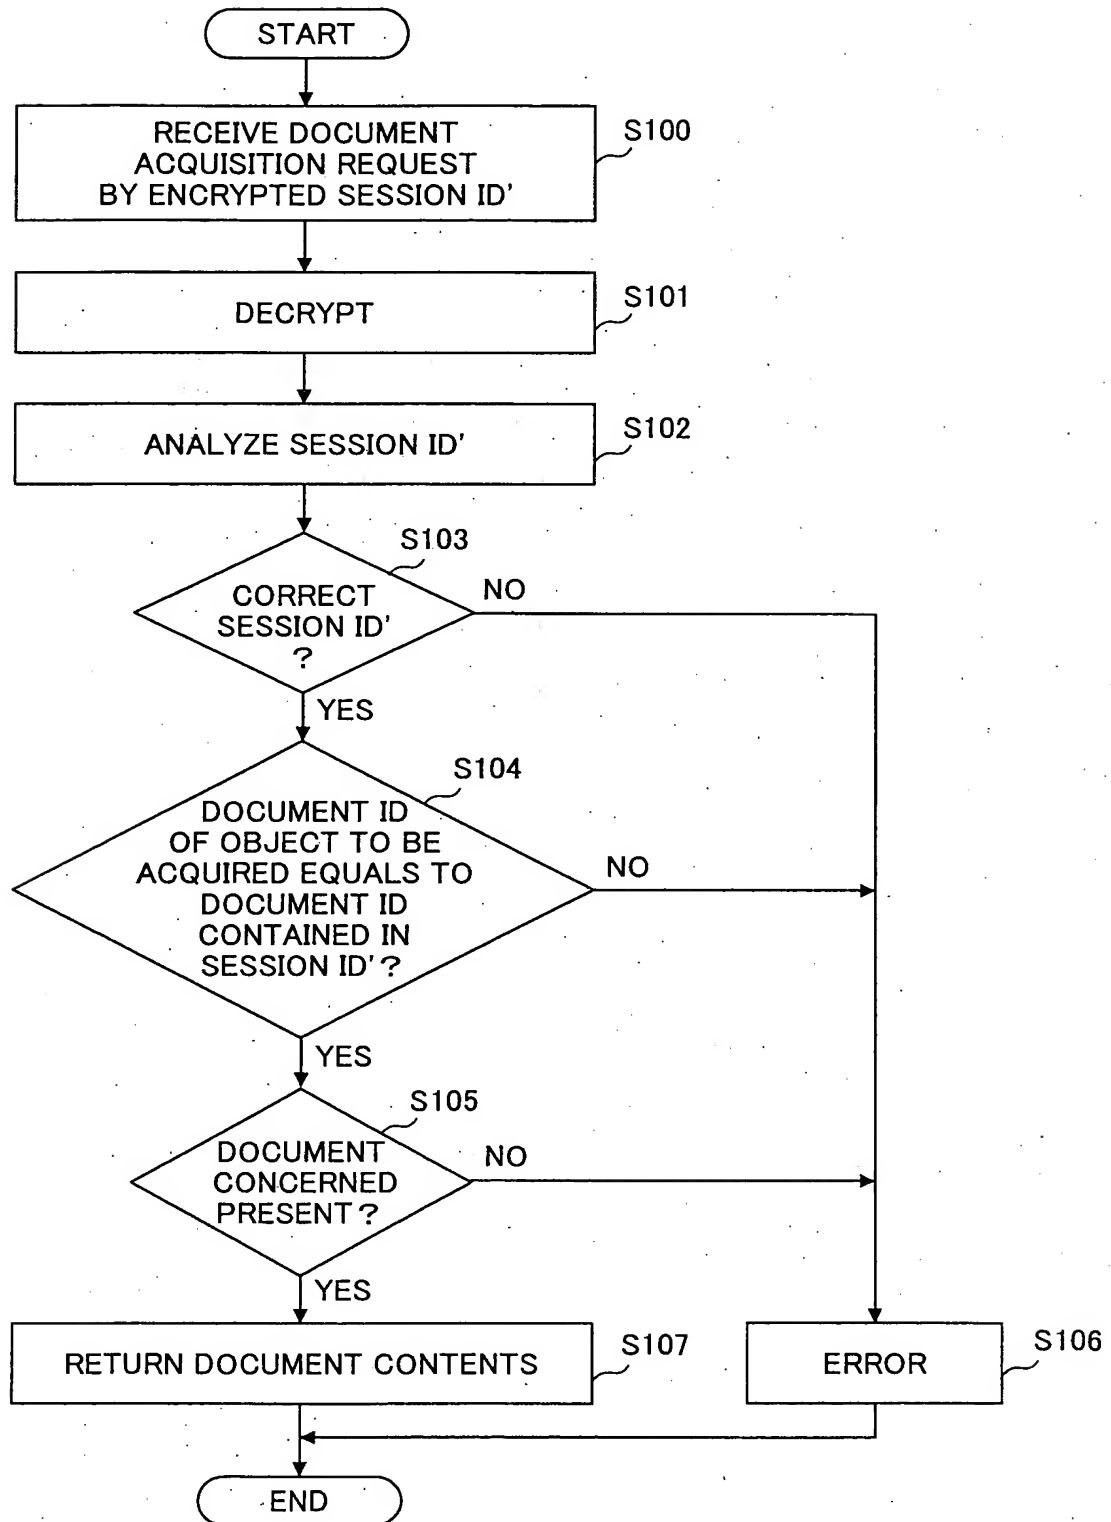 START
RECEIVE DOCUMENT
ACQUISITION REQUEST
BY ENCRYPTED SESSION ID'
S100
DECRYPT
S101
ANALYZE SESSION ID'
S102
S103
CORRECT
SESSION ID'
?
NO
YES
S104
DOCUMENT ID
OF OBJECT TO BE
ACQUIRED EQUALS TO
DOCUMENT ID
CONTAINED IN
SESSION ID'?
NO
YES
S105
DOCUMENT
CONCERNED
PRESENT?
NO
YES
RETURN DOCUMENT CONTENTS
S107
ERROR
S106
END